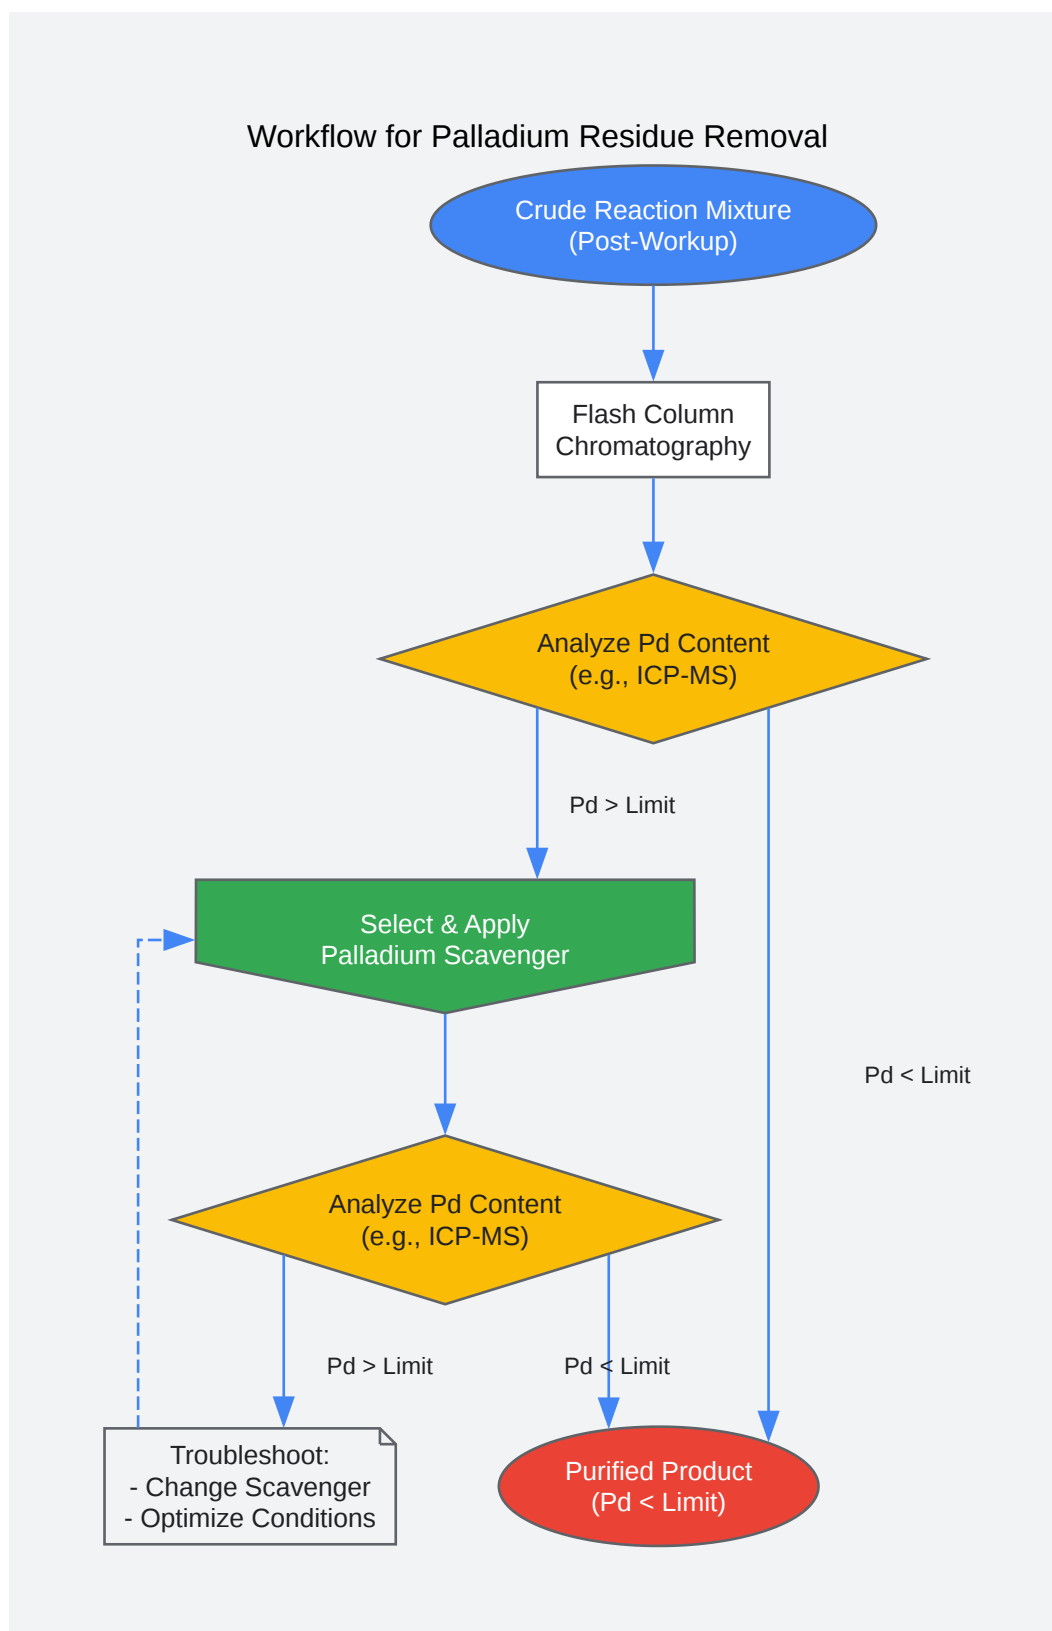 Workflow for Palladium Residue Removal
Crude Reaction Mixture
(Post-Workup)
Flash Column
Chromatography
Analyze Pd Content
(e.g., ICP-MS)
Pd > Limit
Select & Apply
Palladium Scavenger
Pd < Limit
Analyze Pd Content
(e.g., ICP-MS)
Pd > Limit
Pd < Limit
Troubleshoot:
- Change Scavenger
- Optimize Conditions
Purified Product
(Pd < Limit)